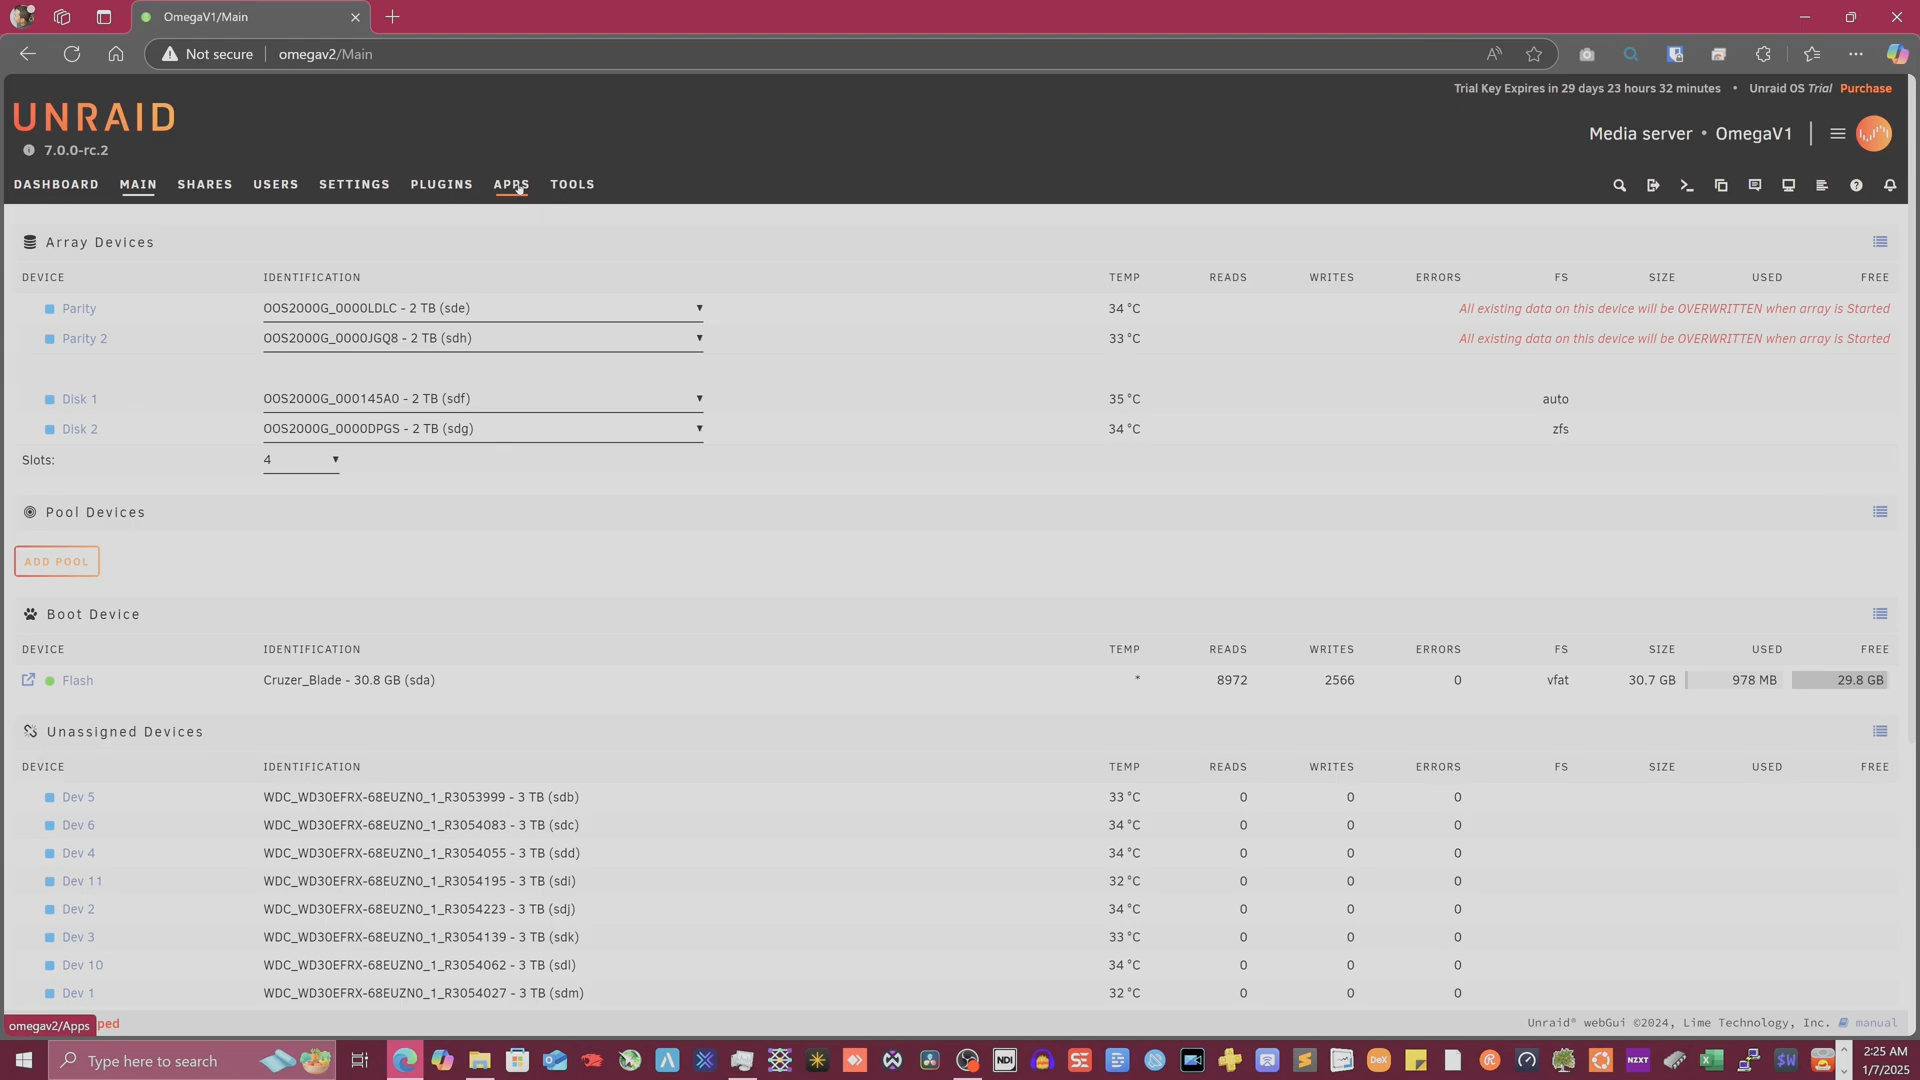 OmegaV1/Main
Not secure
omegav2/Main
Trial Key Expires in 29 days 23 hours 32 minutes • Unraid OS Trial Purchase
UNRAID
7.0.0-rc.2
Media server • OmegaV1
DASHBOARD MAIN SHARES USERS SETTINGS PLUGINS APPS TOOLS
Array Devices
DEVICE IDENTIFICATION TEMP READS WRITES ERRORS FS SIZE USED FREE
Parity OOS2000G_0000LDLC - 2 TB (sde) 34 °C All existing data on this device will be OVERWRITTEN when array is Started
Parity 2 OOS2000G_0000JGQ8 - 2 TB (sdh) 33 °C All existing data on this device will be OVERWRITTEN when array is Started
Disk 1 OOS2000G_000145A0 - 2 TB (sdf) 35 °C auto
Disk 2 OOS2000G_0000DPGS - 2 TB (sdg) 34 °C zfs
Slots: 4
Pool Devices
ADD POOL
Boot Device
DEVICE IDENTIFICATION TEMP READS WRITES ERRORS FS SIZE USED FREE
Flash Cruzer_Blade - 30.8 GB (sda) * 8972 2566 0 vfat 30.7 GB 978 MB 29.8 GB
Unassigned Devices
DEVICE IDENTIFICATION TEMP READS WRITES ERRORS FS SIZE USED FREE
Dev 5 WDC_WD30EFRX-68EUZN0_1_R3053999 - 3 TB (sdb) 33 °C 0 0 0
Dev 6 WDC_WD30EFRX-68EUZN0_1_R3054083 - 3 TB (sdc) 34 °C 0 0 0
Dev 4 WDC_WD30EFRX-68EUZN0_1_R3054055 - 3 TB (sdd) 34 °C 0 0 0
Dev 11 WDC_WD30EFRX-68EUZN0_1_R3054195 - 3 TB (sdi) 32 °C 0 0 0
Dev 2 WDC_WD30EFRX-68EUZN0_1_R3054223 - 3 TB (sdj) 34 °C 0 0 0
Dev 3 WDC_WD30EFRX-68EUZN0_1_R3054139 - 3 TB (sdk) 33 °C 0 0 0
Dev 10 WDC_WD30EFRX-68EUZN0_1_R3054062 - 3 TB (sdl) 34 °C 0 0 0
Dev 1 WDC_WD30EFRX-68EUZN0_1_R3054027 - 3 TB (sdm) 32 °C 0 0 0
omegav2/Apps ped
Unraid® webGui ©2024, Lime Technology, Inc. manual
Type here to search
NDI
SE
DeX
NZXT
$W
2:25 AM
1/7/2025